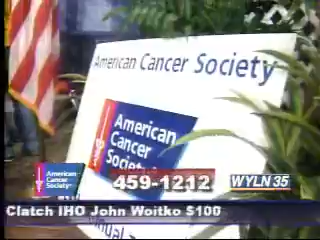 American Cancer Society
American
Cancer
Society
American
Cancer
Society
459-1212
WYLN 35
Clatch IHO John Woitko $100